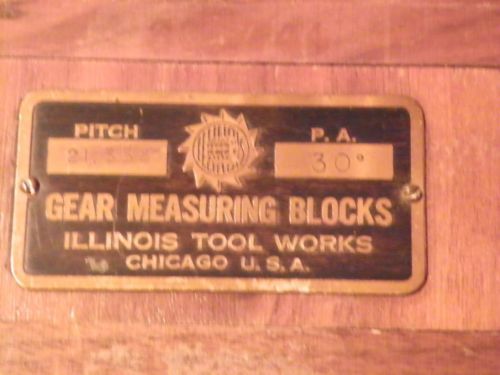 PITCH
P. A.
30°
GEAR MEASURING BLOCKS
ILLINOIS TOOL WORKS
CHICAGO U. S. A.